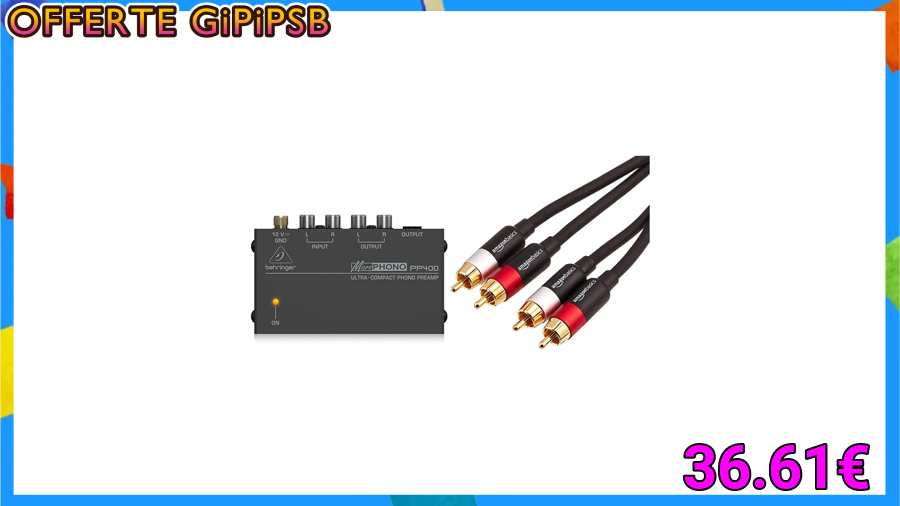 OFFERTE GiPiPSB
12 V
GND
L R
INPUT
L R
OUTPUT
OUTPUT
behringer
MicroPHONO PP400
ULTRA-COMPACT PHONO PREAMP
ON
amazonbasics
amazonbasics
amazonbasics
amazonbasics
36.61€